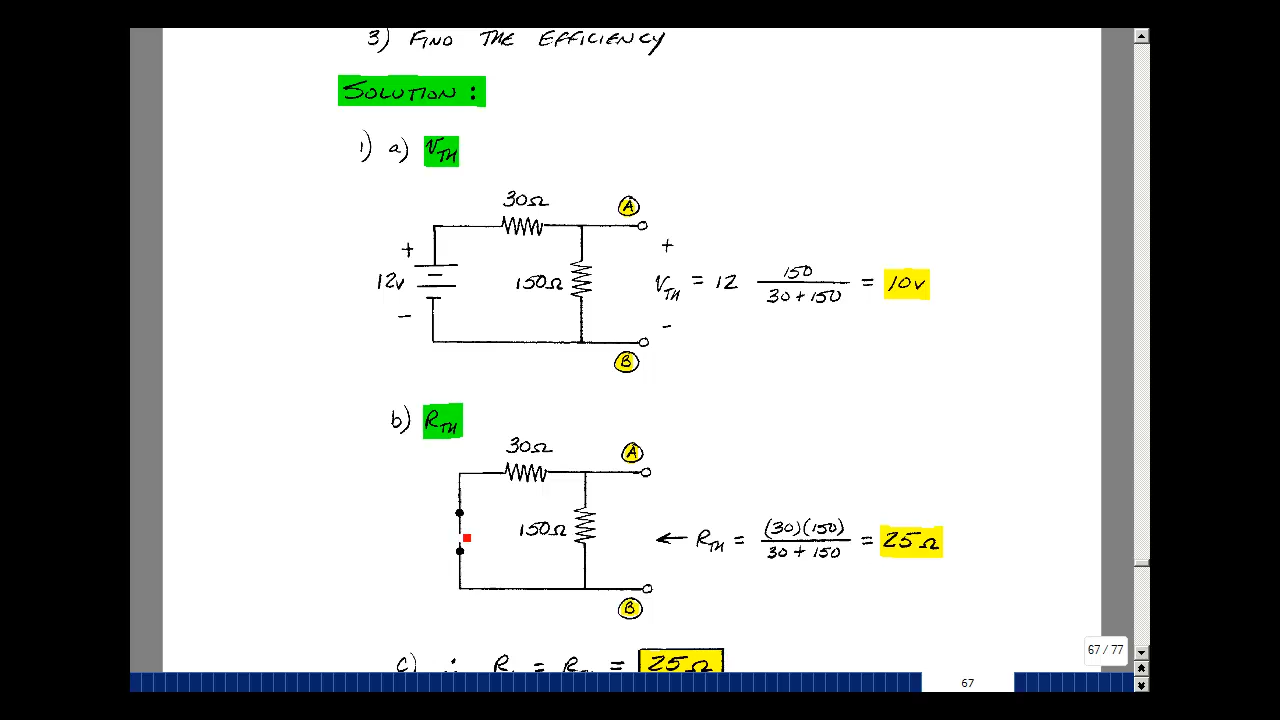 3) FIND THE EFFICIENCY
SOLUTION :
1) a) VTH
30Ω
A
+
+
12V
150Ω
VTH = 12 150 / 30 + 150 = 10V
-
-
B
b) RTH
30Ω
A
150Ω
← RTH = (30)(150) / 30 + 150 = 25Ω
B
c) ∴ = = 25Ω
67 / 77
67